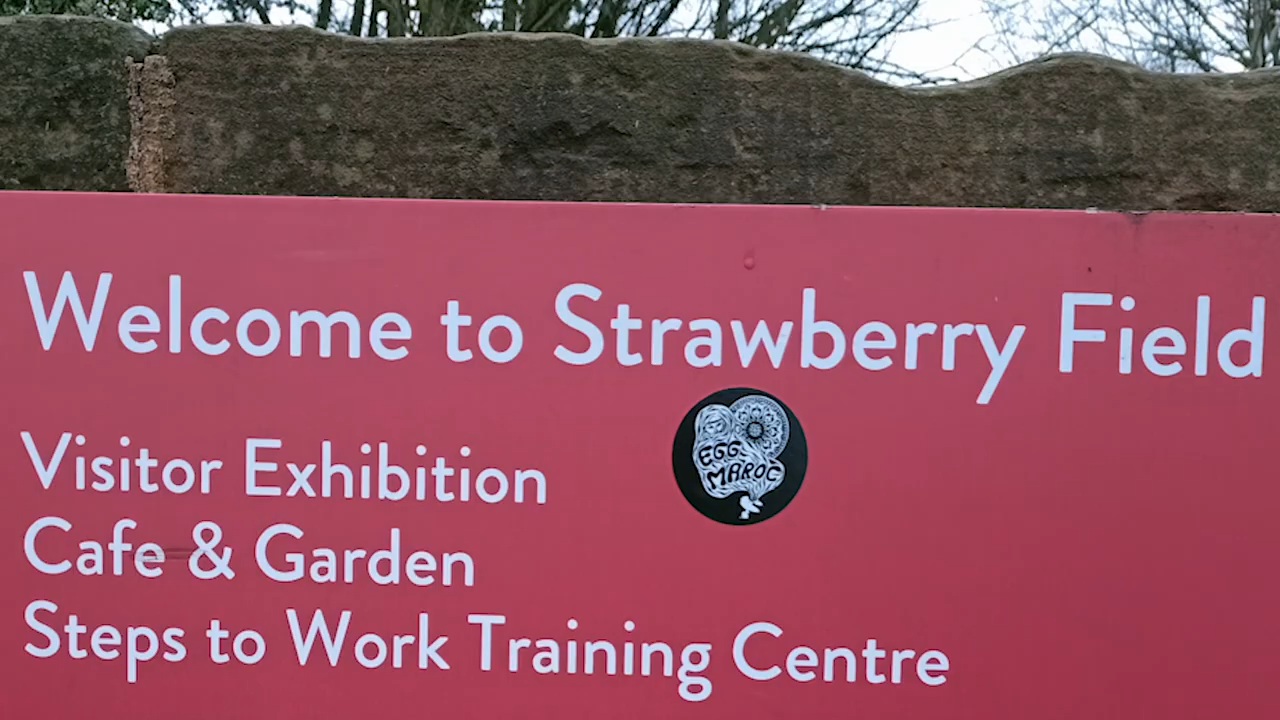 Welcome to Strawberry Field
EGG
MAROC
Visitor Exhibition
Cafe & Garden
Steps to Work Training Centre